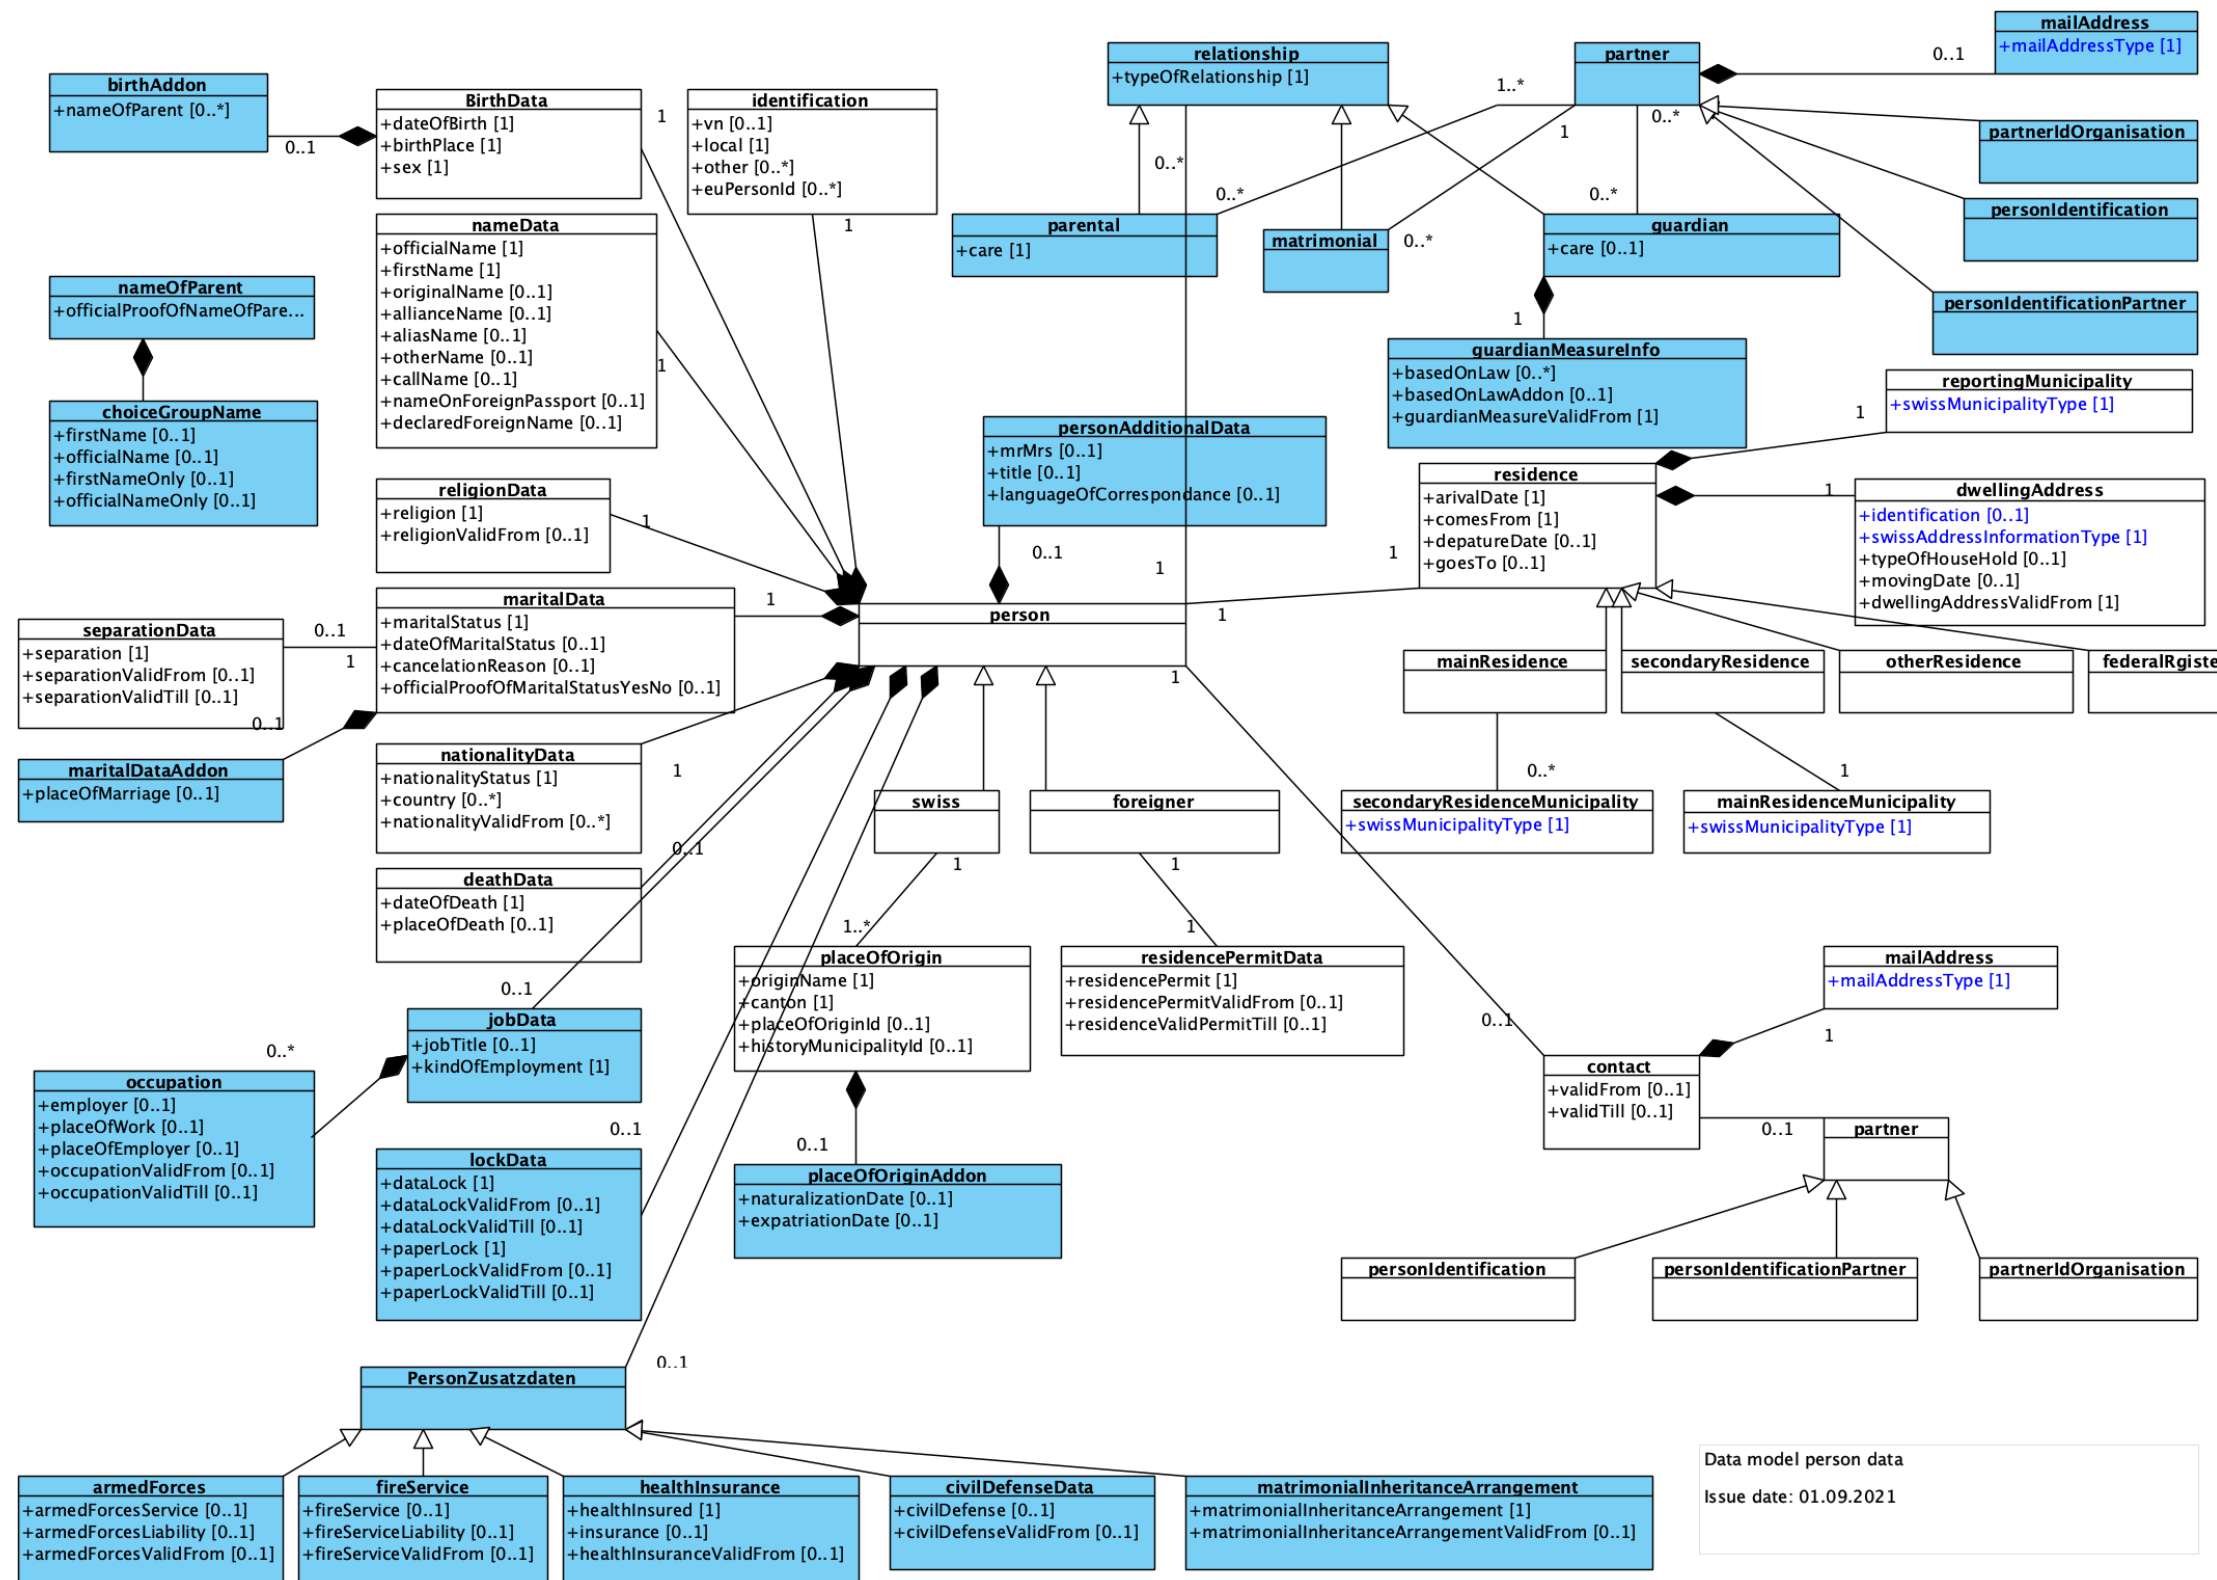 mailAddress
+mailAddressType [1]
relationship
+typeOfRelationship [1]
partner
0..1
birthAddon
+nameOfParent [0..*]
0..1
BirthData
+dateOfBirth [1]
+birthPlace [1]
+sex [1]
1
identification
+vn [0..1]
+local [1]
+other [0..*]
+euPersonId [0..*]
1
1..*
0..*
1
0..*
0..*
0..*
0..*
partnerIdOrganisation
personIdentification
personIdentificationPartner
nameData
+officialName [1]
+firstName [1]
+originalName [0..1]
+allianceName [0..1]
+aliasName [0..1]
+otherName [0..1]
+callName [0..1]
+nameOnForeignPassport [0..1]
+declaredForeignName [0..1]
1
parental
+care [1]
matrimonial
guardian
+care [0..1]
1
nameOfParent
+officialProofOfNameOfPare...
choiceGroupName
+firstName [0..1]
+officialName [0..1]
+firstNameOnly [0..1]
+officialNameOnly [0..1]
guardianMeasureInfo
+basedOnLaw [0..*]
+basedOnLawAddon [0..1]
+guardianMeasureValidFrom [1]
reportingMunicipality
+swissMunicipalityType [1]
1
personAdditionalData
+mrMrs [0..1]
+title [0..1]
+languageOfCorrespondance [0..1]
0..1
religionData
+religion [1]
+religionValidFrom [0..1]
1
residence
+arivalDate [1]
+comesFrom [1]
+depatureDate [0..1]
+goesTo [0..1]
1
dwellingAddress
+identification [0..1]
+swissAddressInformationType [1]
+typeOfHouseHold [0..1]
+movingDate [0..1]
+dwellingAddressValidFrom [1]
1
1
1
1
maritalData
+maritalStatus [1]
+dateOfMaritalStatus [0..1]
+cancelationReason [0..1]
+officialProofOfMaritalStatusYesNo [0..1]
1
person
separationData
+separation [1]
+separationValidFrom [0..1]
+separationValidTill [0..1]
0..1
1
0..1
maritalDataAddon
+placeOfMarriage [0..1]
mainResidence
secondaryResidence
otherResidence
federalRgiste
nationalityData
+nationalityStatus [1]
+country [0..*]
+nationalityValidFrom [0..*]
1
0..1
swiss
foreigner
0..*
1
secondaryResidenceMunicipality
+swissMunicipalityType [1]
mainResidenceMunicipality
+swissMunicipalityType [1]
deathData
+dateOfDeath [1]
+placeOfDeath [0..1]
1
1
1..*
1
placeOfOrigin
+originName [1]
+canton [1]
+placeOfOriginId [0..1]
+historyMunicipalityId [0..1]
residencePermitData
+residencePermit [1]
+residencePermitValidFrom [0..1]
+residenceValidPermitTill [0..1]
mailAddress
+mailAddressType [1]
1
0..1
jobData
+jobTitle [0..1]
+kindOfEmployment [1]
0..*
occupation
+employer [0..1]
+placeOfWork [0..1]
+placeOfEmployer [0..1]
+occupationValidFrom [0..1]
+occupationValidTill [0..1]
0..1
contact
+validFrom [0..1]
+validTill [0..1]
0..1
partner
0..1
lockData
+dataLock [1]
+dataLockValidFrom [0..1]
+dataLockValidTill [0..1]
+paperLock [1]
+paperLockValidFrom [0..1]
+paperLockValidTill [0..1]
0..1
placeOfOriginAddon
+naturalizationDate [0..1]
+expatriationDate [0..1]
personIdentification
personIdentificationPartner
partnerIdOrganisation
0..1
PersonZusatzdaten
armedForces
+armedForcesService [0..1]
+armedForcesLiability [0..1]
+armedForcesValidFrom [0..1]
fireService
+fireService [0..1]
+fireServiceLiability [0..1]
+fireServiceValidFrom [0..1]
healthInsurance
+healthInsured [1]
+insurance [0..1]
+healthInsuranceValidFrom [0..1]
civilDefenseData
+civilDefense [0..1]
+civilDefenseValidFrom [0..1]
matrimonialInheritanceArrangement
+matrimonialInheritanceArrangement [1]
+matrimonialInheritanceArrangementValidFrom [0..1]
Data model person data
Issue date: 01.09.2021